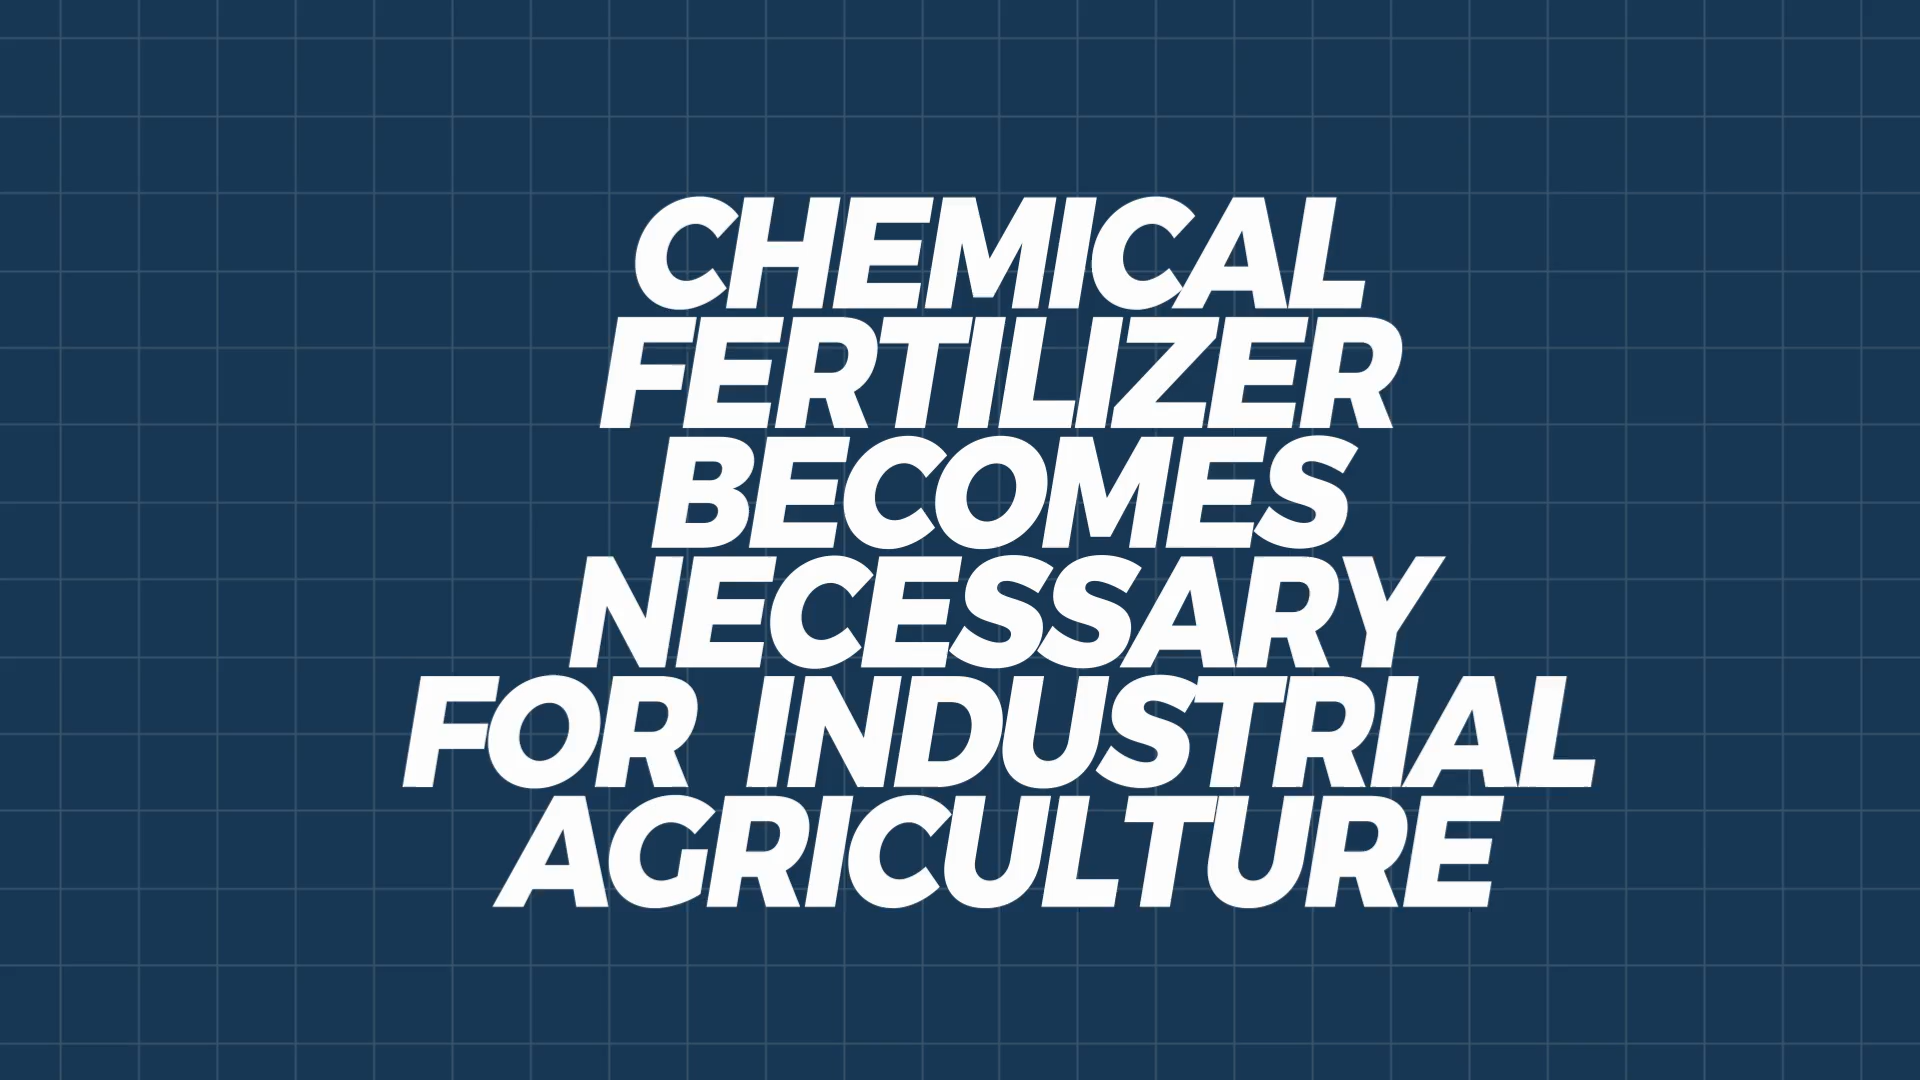 CHEMICAL
FERTILIZER
BECOMES
NECESSARY
FOR INDUSTRIAL
AGRICULTURE